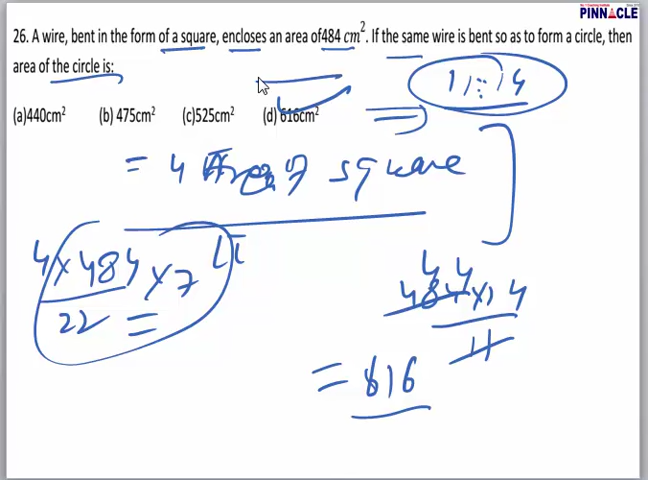 PINNACLE
26. A wire, bent in the form of a square, encloses an area of 484 cm². If the same wire is bent so as to form a circle, then
area of the circle is:
11:14
(a)440cm² (b) 475cm² (c)525cm² (d) 616cm²
= 4 Area of square
π
4 × 484 × 7
22 =
44
484 × 14
11
= 616